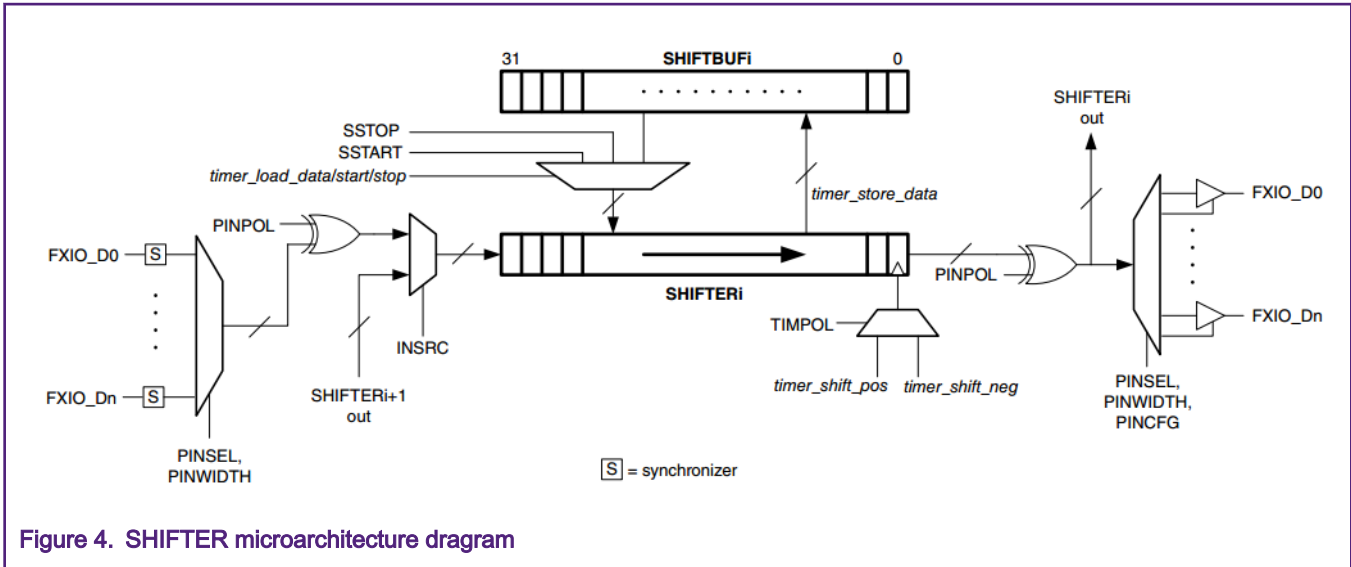 31 SHIFTBUFi 0
SHIFTERi
out
SSTOP
SSTART
timer_load_data/start/stop
timer_store_data
FXIO_D0
PINPOL
FXIO_D0 S
PINPOL
SHIFTERi
TIMPOL
FXIO_Dn
INSRC
timer_shift_pos timer_shift_neg
SHIFTERi+1
out
FXIO_Dn S
PINSEL,
PINWIDTH,
PINCFG
PINSEL,
PINWIDTH
S = synchronizer
Figure 4. SHIFTER microarchitecture dragram